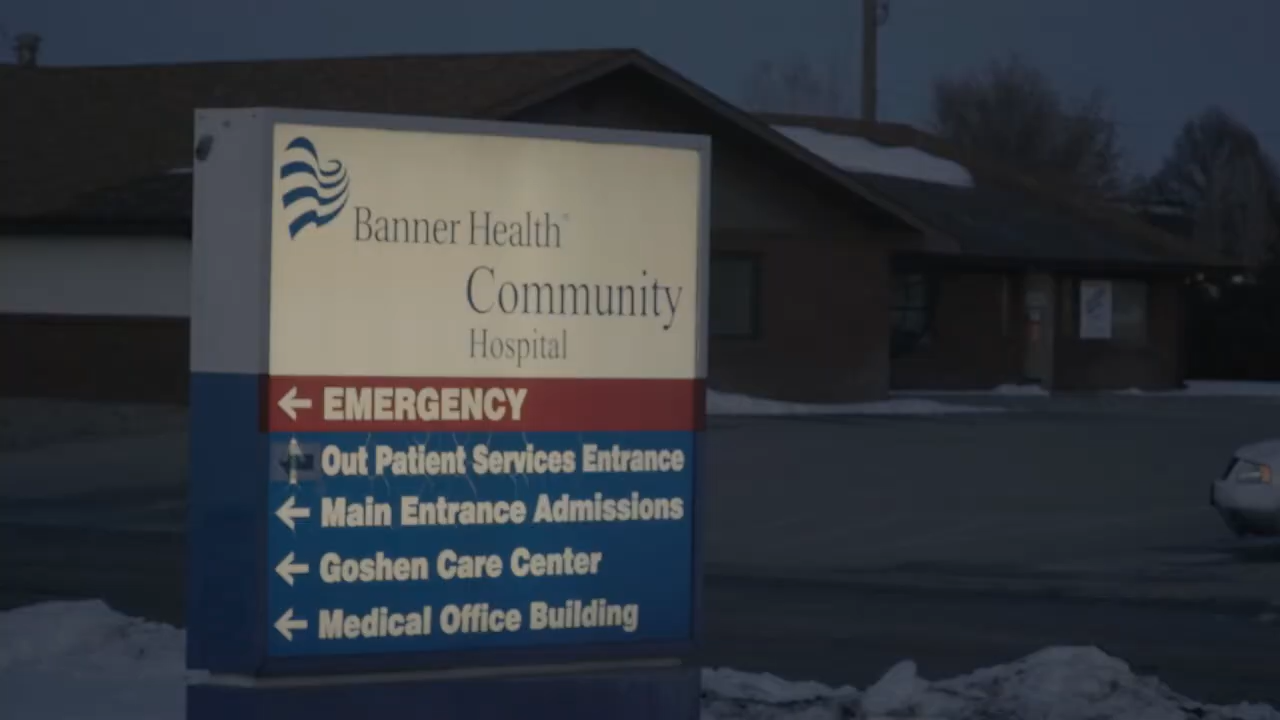 Banner Health
Community
Hospital
EMERGENCY
Out Patient Services Entrance
Main Entrance Admissions
Goshen Care Center
Medical Office Building